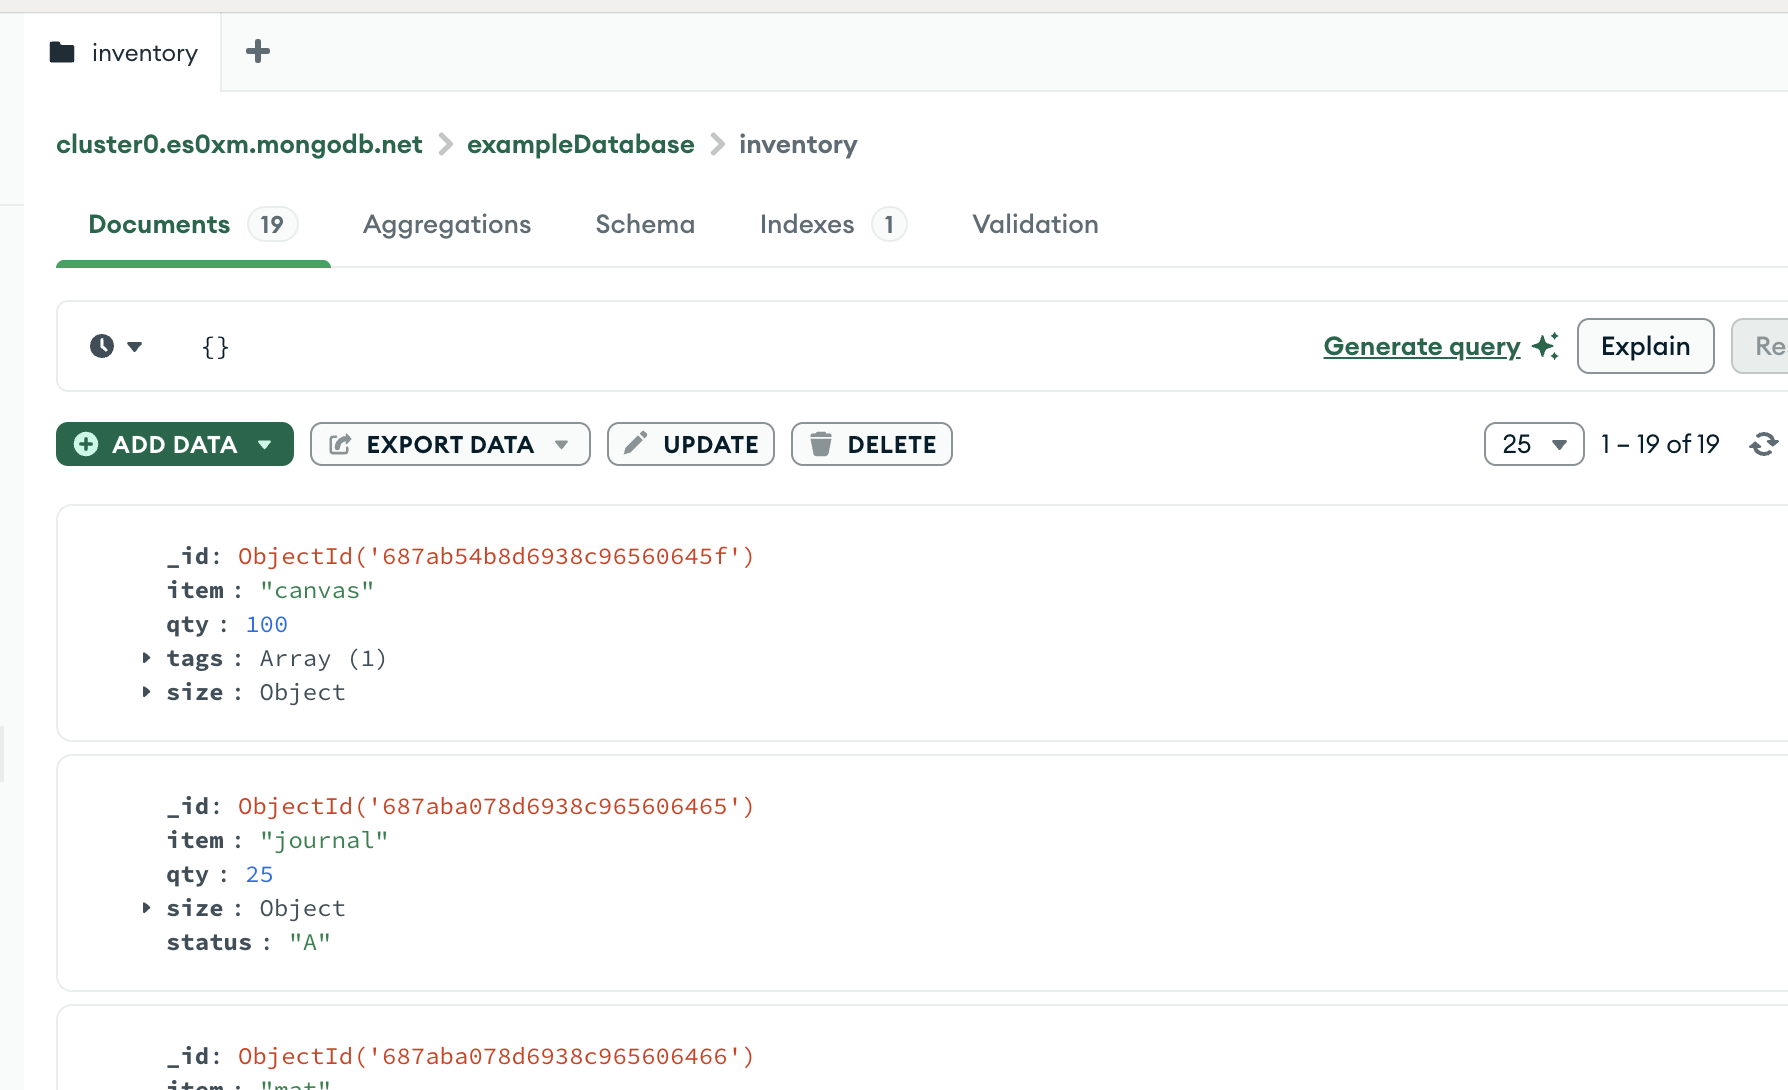 inventory
cluster0.es0xm.mongodb.net > exampleDatabase > inventory
Documents 19 Aggregations Schema Indexes 1 Validation
{} Generate query Explain Re
ADD DATA EXPORT DATA UPDATE DELETE 25 1 – 19 of 19
_id: ObjectId('687ab54b8d6938c96560645f')
item : "canvas"
qty : 100
tags : Array (1)
size : Object
_id: ObjectId('687aba078d6938c965606465')
item : "journal"
qty : 25
size : Object
status : "A"
_id: ObjectId('687aba078d6938c965606466')
item : "mat"